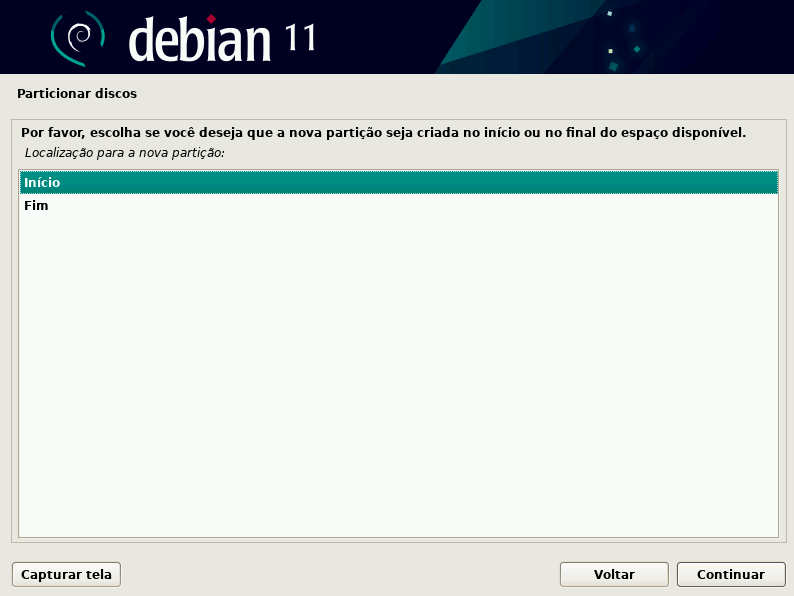 debian 11
Particionar discos
Por favor, escolha se você deseja que a nova partição seja criada no início ou no final do espaço disponível.
Localização para a nova partição:
Início
Fim
Capturar tela
Voltar
Continuar